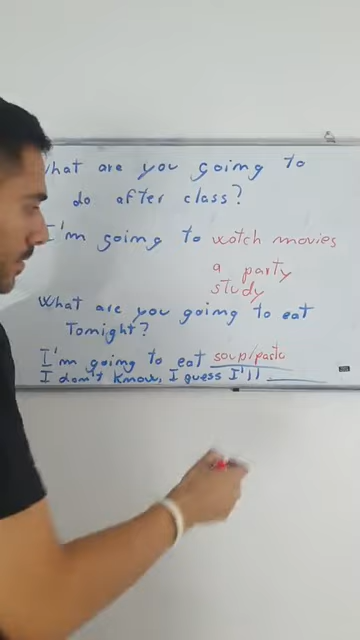 What are you going to
do after class?
I'm going to watch movies
a party
study
What are you going to eat
Tonight?
I'm going to eat soup/pasta
I don't know, I guess I'll